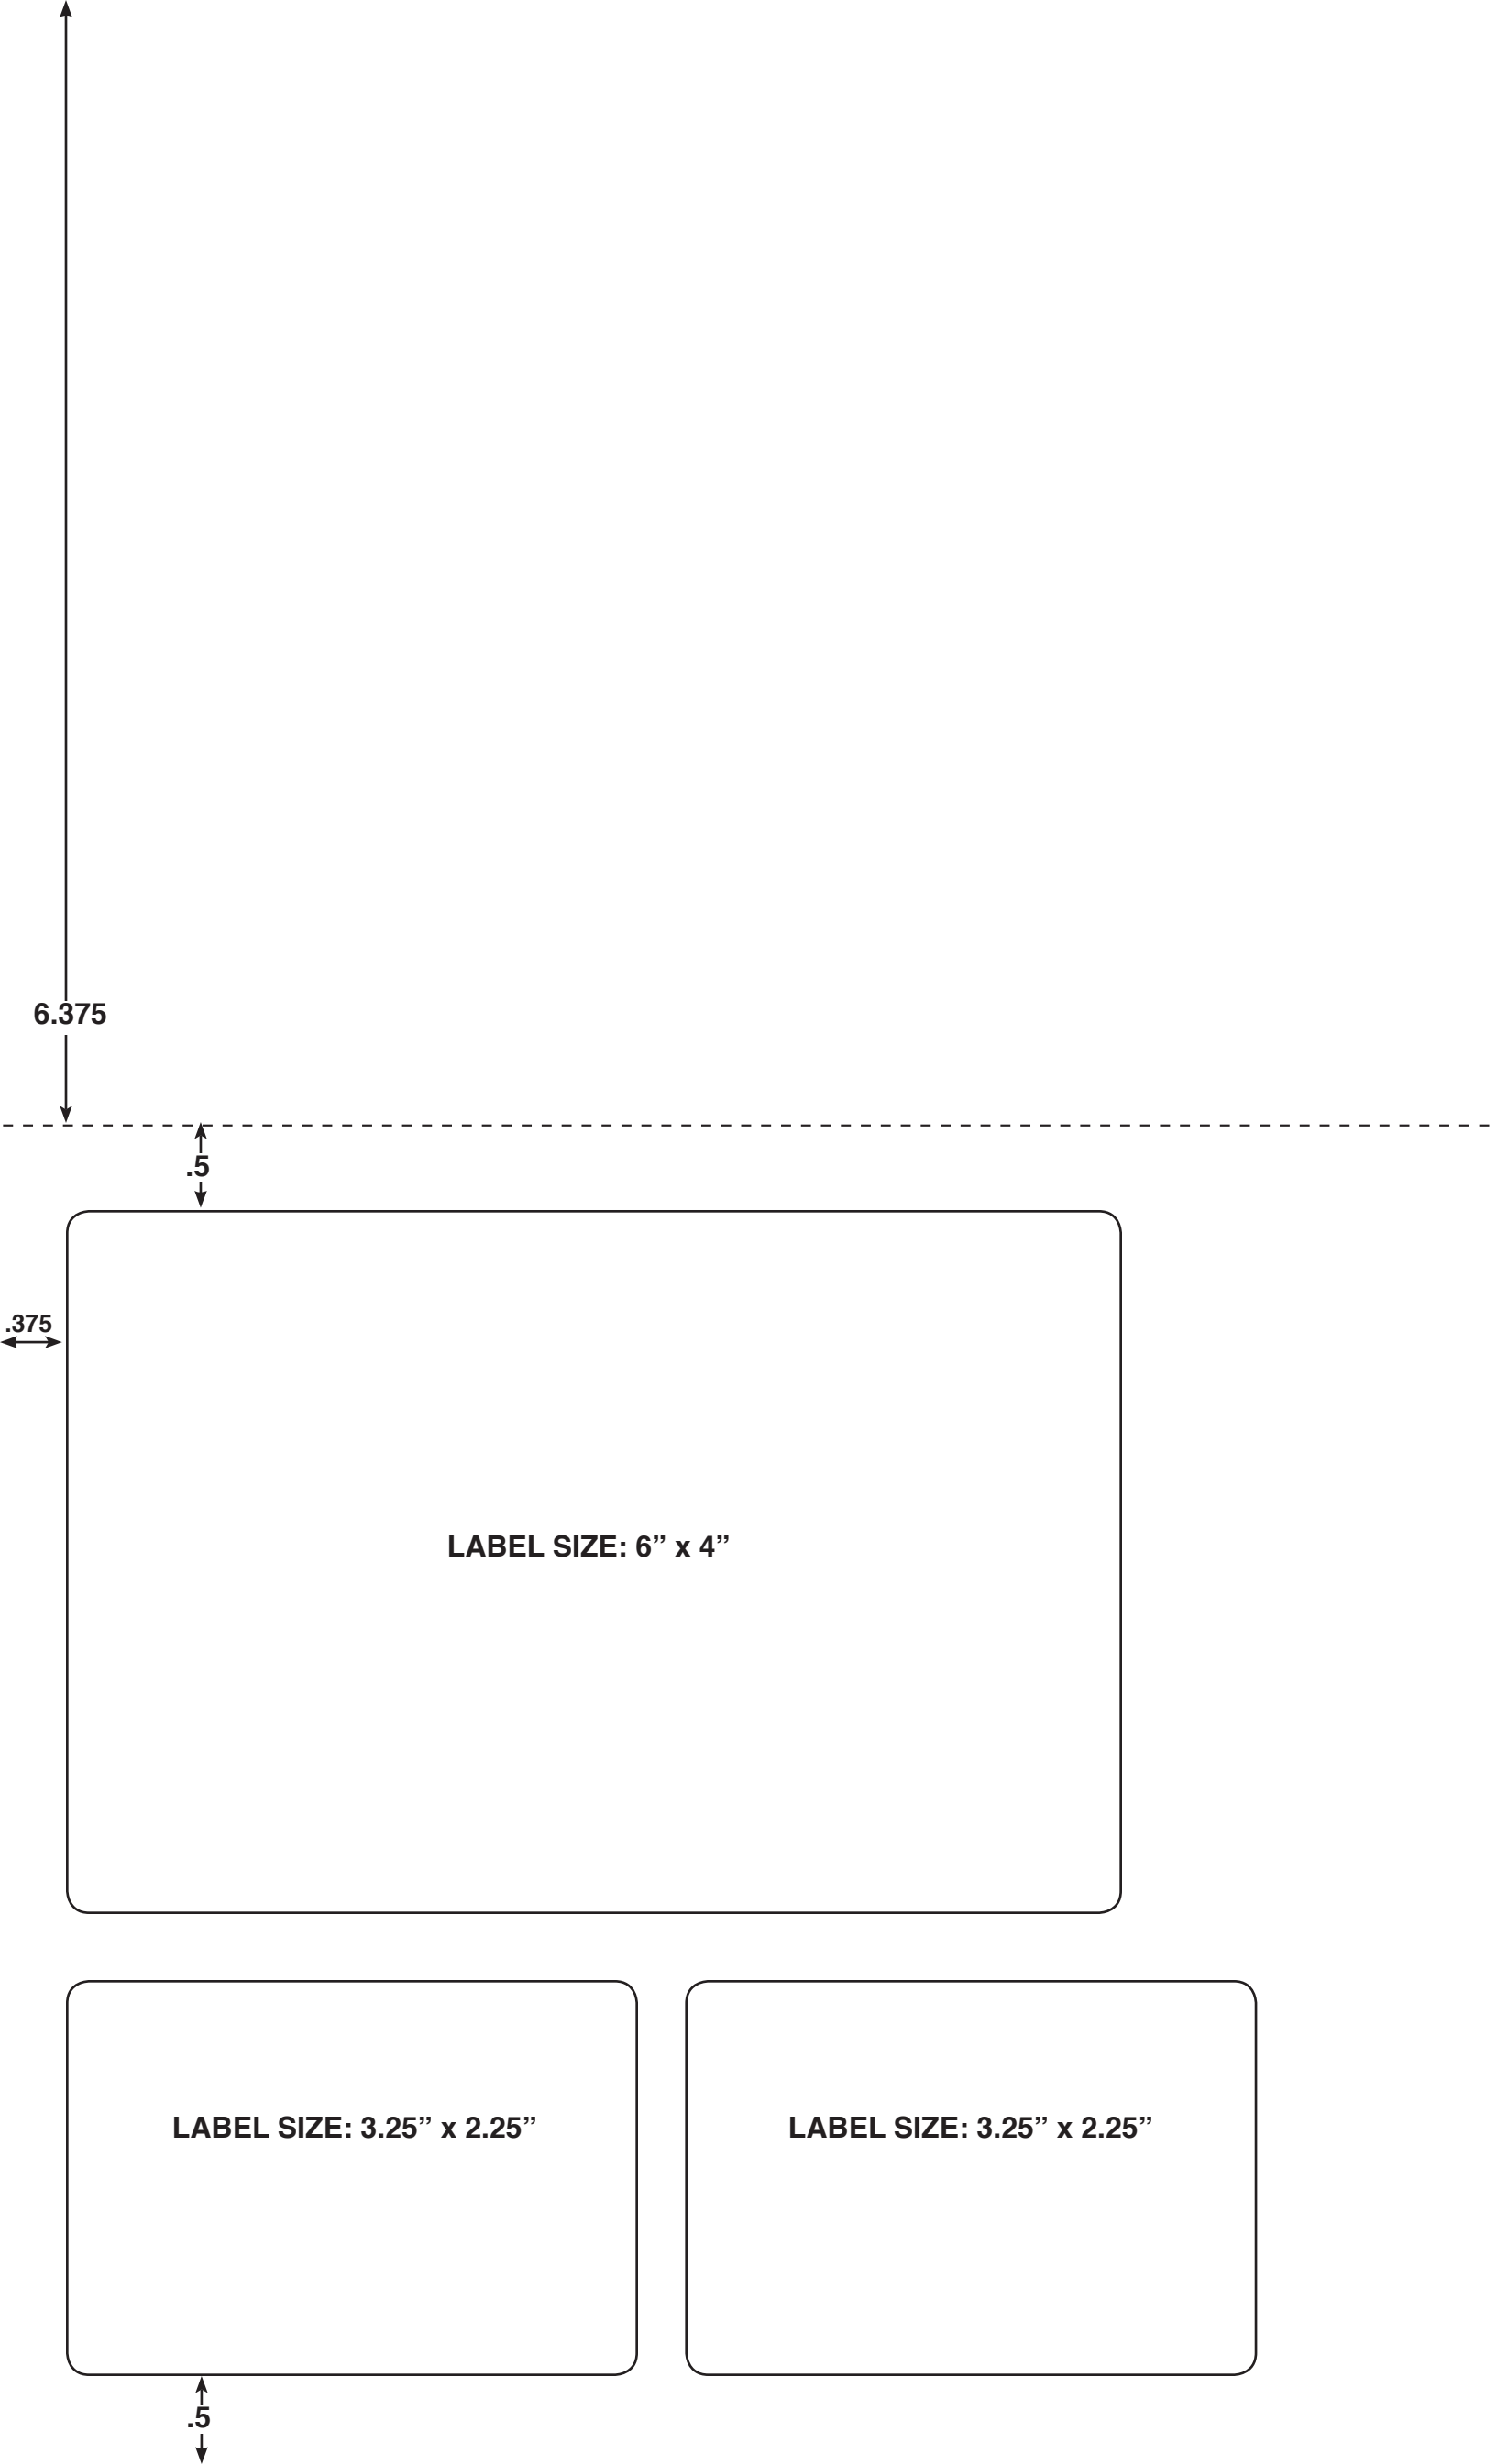 6.375
.5
.375
LABEL SIZE: 6” x 4”
LABEL SIZE: 3.25” x 2.25”
LABEL SIZE: 3.25” x 2.25”
.5